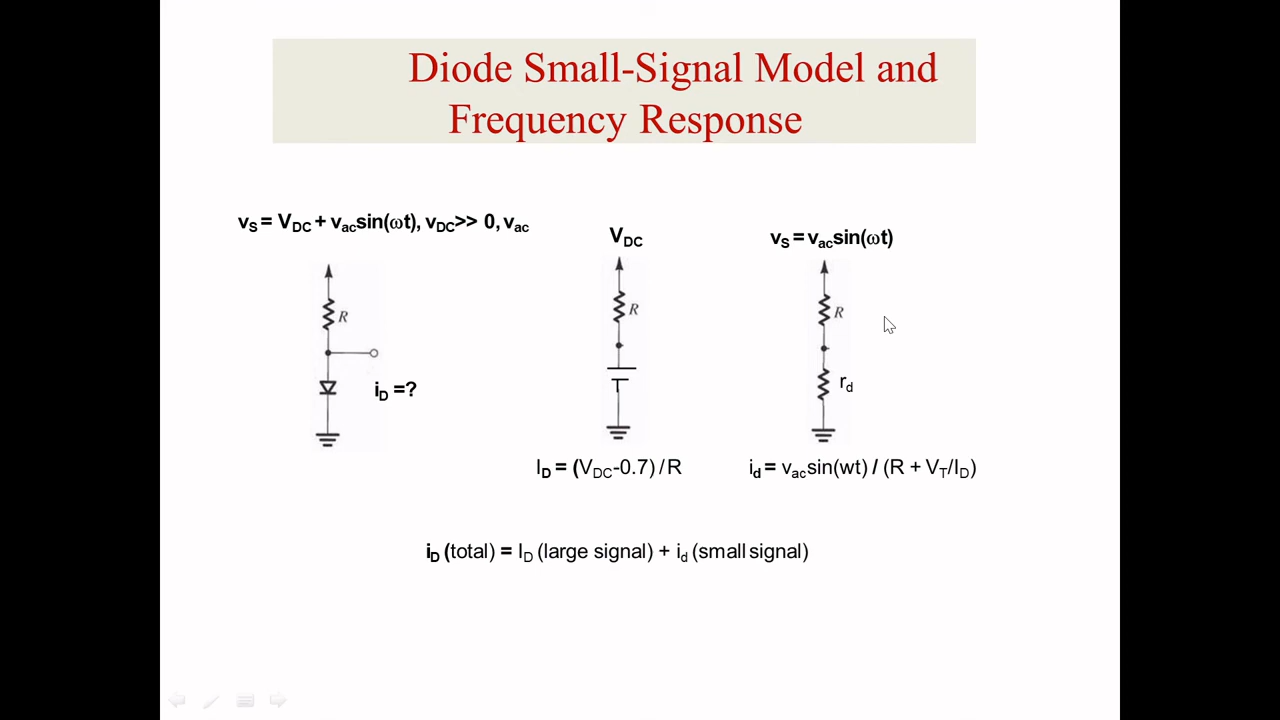 Diode Small-Signal Model and
Frequency Response
vS = VDC + vacsin(ωt), vDC>> 0, vac
VDC
vS = vacsin(ωt)
R
R
R
iD =?
rd
ID = (VDC-0.7) / R
id = vacsin(wt) / (R + VT/ID)
iD (total) = ID (large signal) + id (small signal)